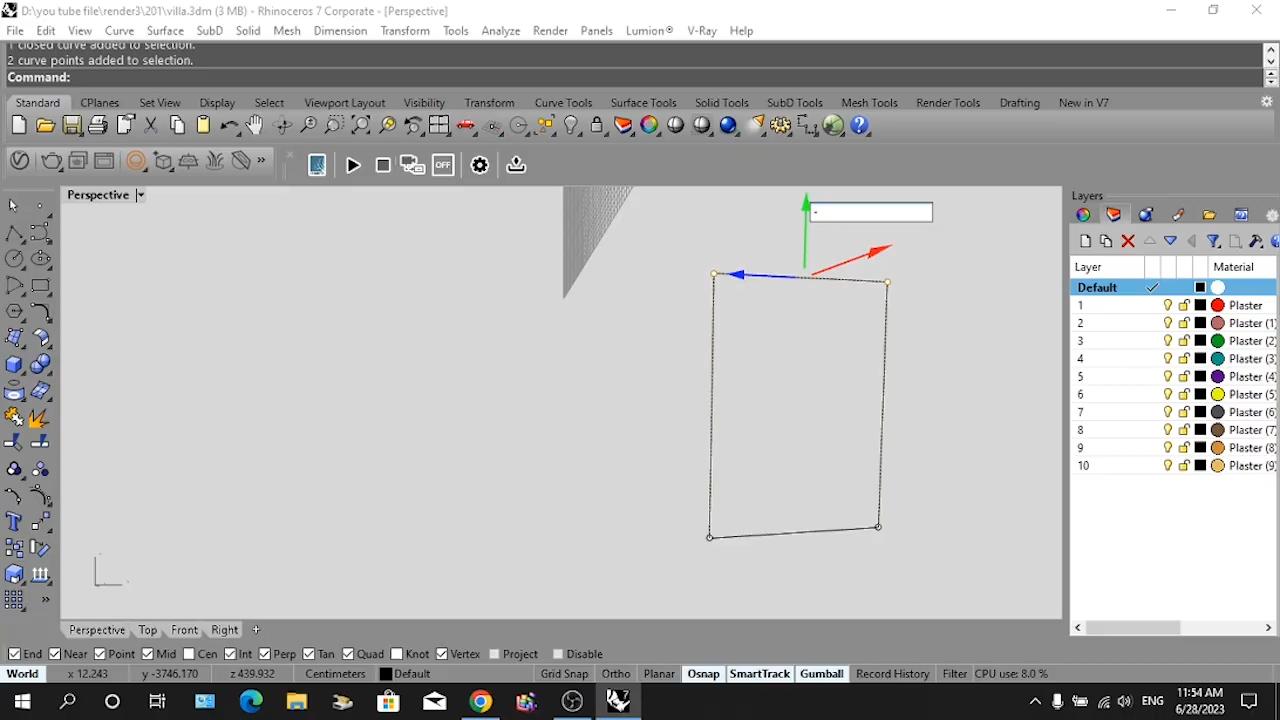 D:\you tube file\render3\201\villa.3dm (3 MB) - Rhinoceros 7 Corporate - [Perspective]
File Edit View Curve Surface SubD Solid Mesh Dimension Transform Tools Analyze Render Panels Lumion® V-Ray Help
1 closed curve added to selection.
2 curve points added to selection.
Command:
Standard CPlanes Set View Display Select Viewport Layout Visibility Transform Curve Tools Surface Tools Solid Tools SubD Tools Mesh Tools Render Tools Drafting New in V7
OFF
Perspective
-
Layers
Layer Material
Default
1 Plaster
2 Plaster (1)
3 Plaster (2)
4 Plaster (3)
5 Plaster (4)
6 Plaster (5)
7 Plaster (6)
8 Plaster (7)
9 Plaster (8)
10 Plaster (9)
Perspective Top Front Right
End Near Point Mid Cen Int Perp Tan Quad Knot Vertex Project Disable
World x 12.243 y -3746.170 z 439.932 Centimeters Default Grid Snap Ortho Planar Osnap SmartTrack Gumball Record History Filter CPU use: 8.0 %
ENG
11:54 AM
6/28/2023